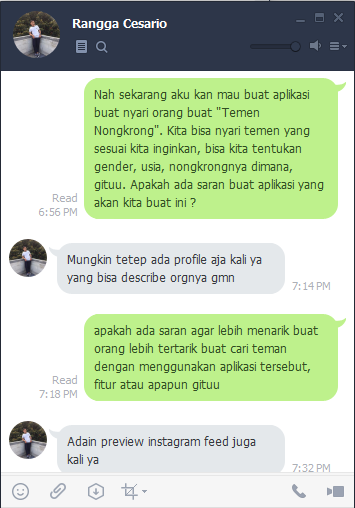 Rangga Cesario
Nah sekarang aku kan mau buat aplikasi
buat nyari orang buat "Temen
Nongkrong". Kita bisa nyari temen yang
sesuai kita inginkan, bisa kita tentukan
gender, usia, nongkrongnya dimana,
gituu. Apakah ada saran buat aplikasi yang
akan kita buat ini ?
Read
6:56 PM
Mungkin tetep ada profile aja kali ya
yang bisa describe orgnya gmn
7:14 PM
apakah ada saran agar lebih menarik buat
orang lebih tertarik buat cari teman
dengan menggunakan aplikasi tersebut,
fitur atau apapun gituu
Read
7:18 PM
Adain preview instagram feed juga
kali ya
7:32 PM